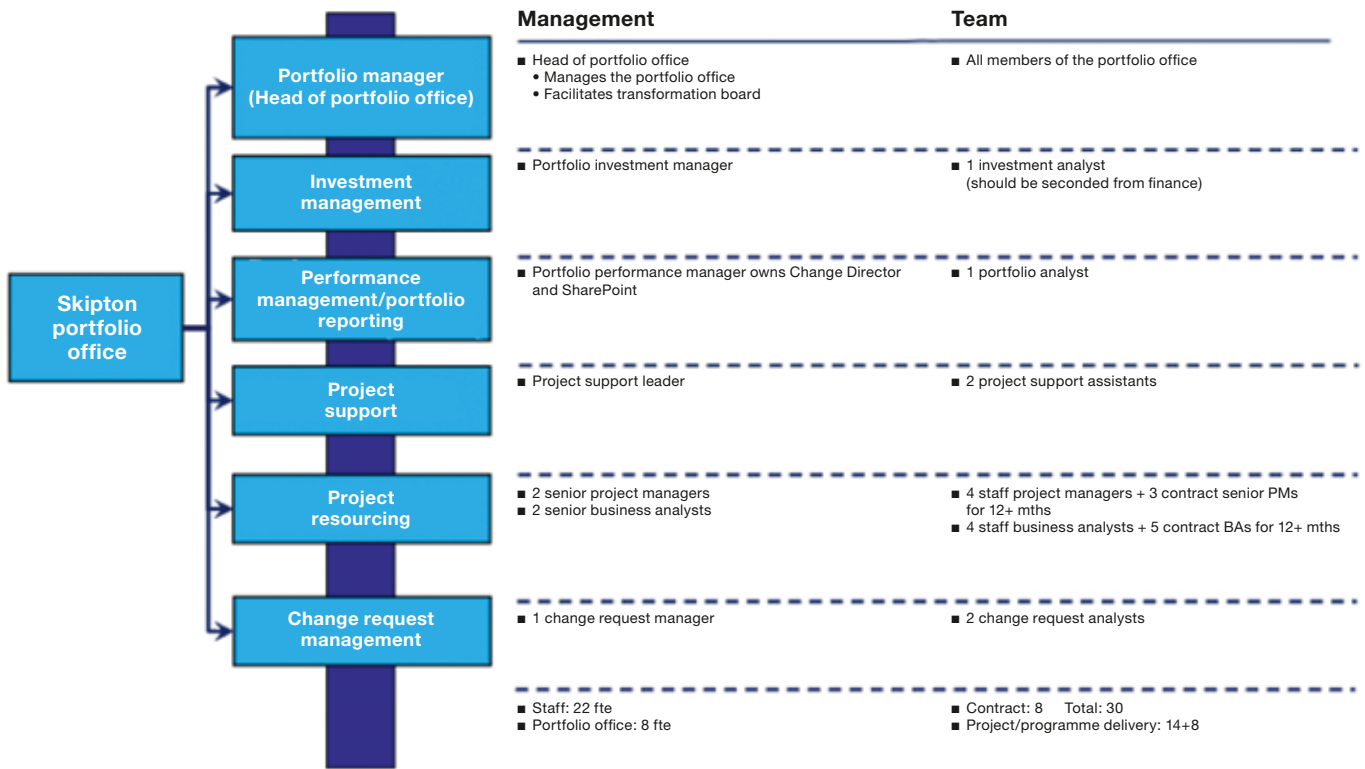 Management
Team
Skipton
portfolio
office
Portfolio manager
(Head of portfolio office)
■ Head of portfolio office
• Manages the portfolio office
• Facilitates transformation board
■ All members of the portfolio office
Investment
management
■ Portfolio investment manager
■ 1 investment analyst
(should be seconded from finance)
Performance
management/portfolio
reporting
■ Portfolio performance manager owns Change Director
and SharePoint
■ 1 portfolio analyst
Project
support
■ Project support leader
■ 2 project support assistants
Project
resourcing
■ 2 senior project managers
■ 2 senior business analysts
■ 4 staff project managers + 3 contract senior PMs
for 12+ mths
■ 4 staff business analysts + 5 contract BAs for 12+ mths
Change request
management
■ 1 change request manager
■ 2 change request analysts
■ Staff: 22 fte
■ Portfolio office: 8 fte
■ Contract: 8 Total: 30
■ Project/programme delivery: 14+8